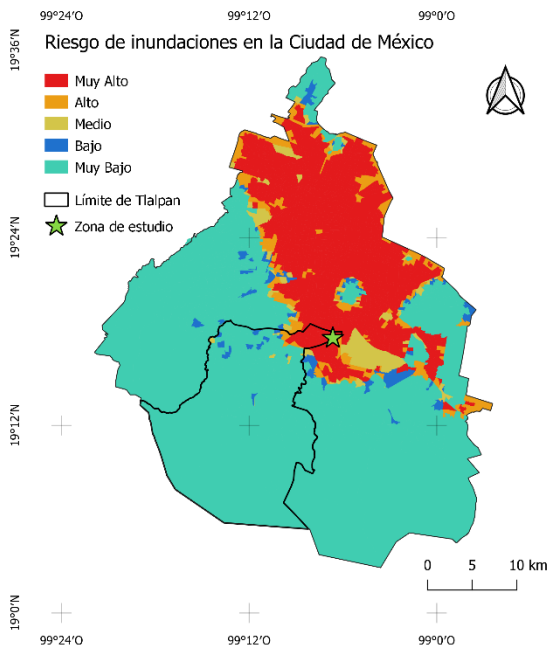 99°24'O 99°12'O 99°0'O
19°36'N
Riesgo de inundaciones en la Ciudad de México
Muy Alto
Alto
Medio
Bajo
Muy Bajo
Límite de Tlalpan
Zona de estudio
19°24'N
19°12'N
0 5 10 km
19°0'N
99°24'O 99°12'O 99°0'O